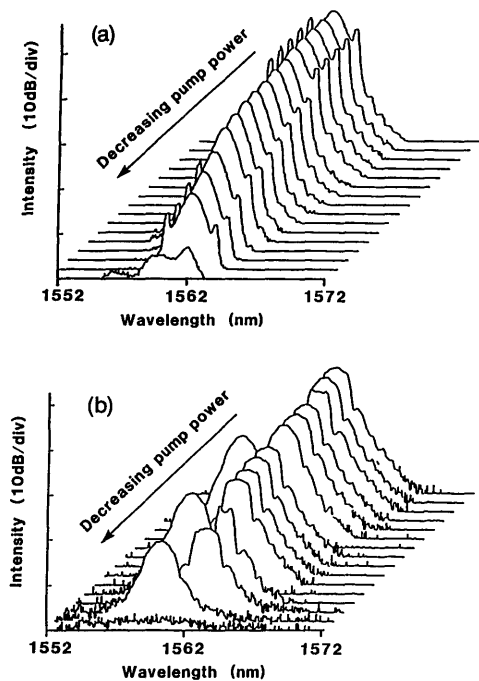 (a)
Decreasing pump power
Intensity (10dB/div)
1552 1562 1572
Wavelength (nm)
(b)
Decreasing pump power
Intensity (10dB/div)
1552 1562 1572
Wavelength (nm)